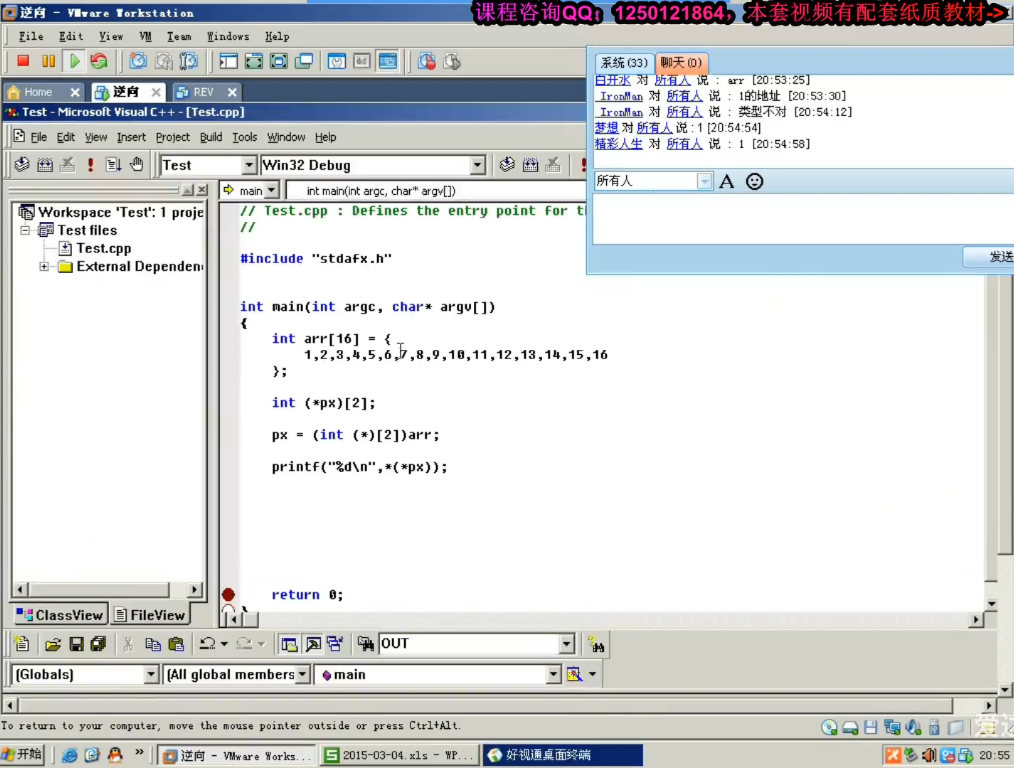 课程咨询QQ：1250121864，本套视频有配套纸质教材->
逆向 - VMware Workstation
File Edit View VM Team Windows Help
系统(33) 聊天(0)
白开水 对 所有人 说 : arr [20:53:25]
_IronMan 对 所有人 说 : 1的地址 [20:53:30]
_IronMan 对 所有人 说 : 类型不对 [20:54:12]
梦想 对 所有人 说 : 1 [20:54:54]
精彩人生 对 所有人 说 : 1 [20:54:58]
所有人 A
发送
Home 逆向 REV
Test - Microsoft Visual C++ - [Test.cpp]
File Edit View Insert Project Build Tools Window Help
Test Win32 Debug
main int main(int argc, char* argv[])
Workspace 'Test': 1 proje
Test files
Test.cpp
External Dependen
ClassView FileView
// Test.cpp : Defines the entry point for t
//
#include "stdafx.h"
int main(int argc, char* argv[])
{
int arr[16] = {
1,2,3,4,5,6,7,8,9,10,11,12,13,14,15,16
};
int (*px)[2];
px = (int (*)[2])arr;
printf("%d\n",*(*px));
return 0;
}
OUT
(Globals) (All global members main
To return to your computer, move the mouse pointer outside or press Ctrl+Alt.
开始 逆向 - VMware Works... 2015-03-04.xls - WP... 好视通桌面终端 20:55